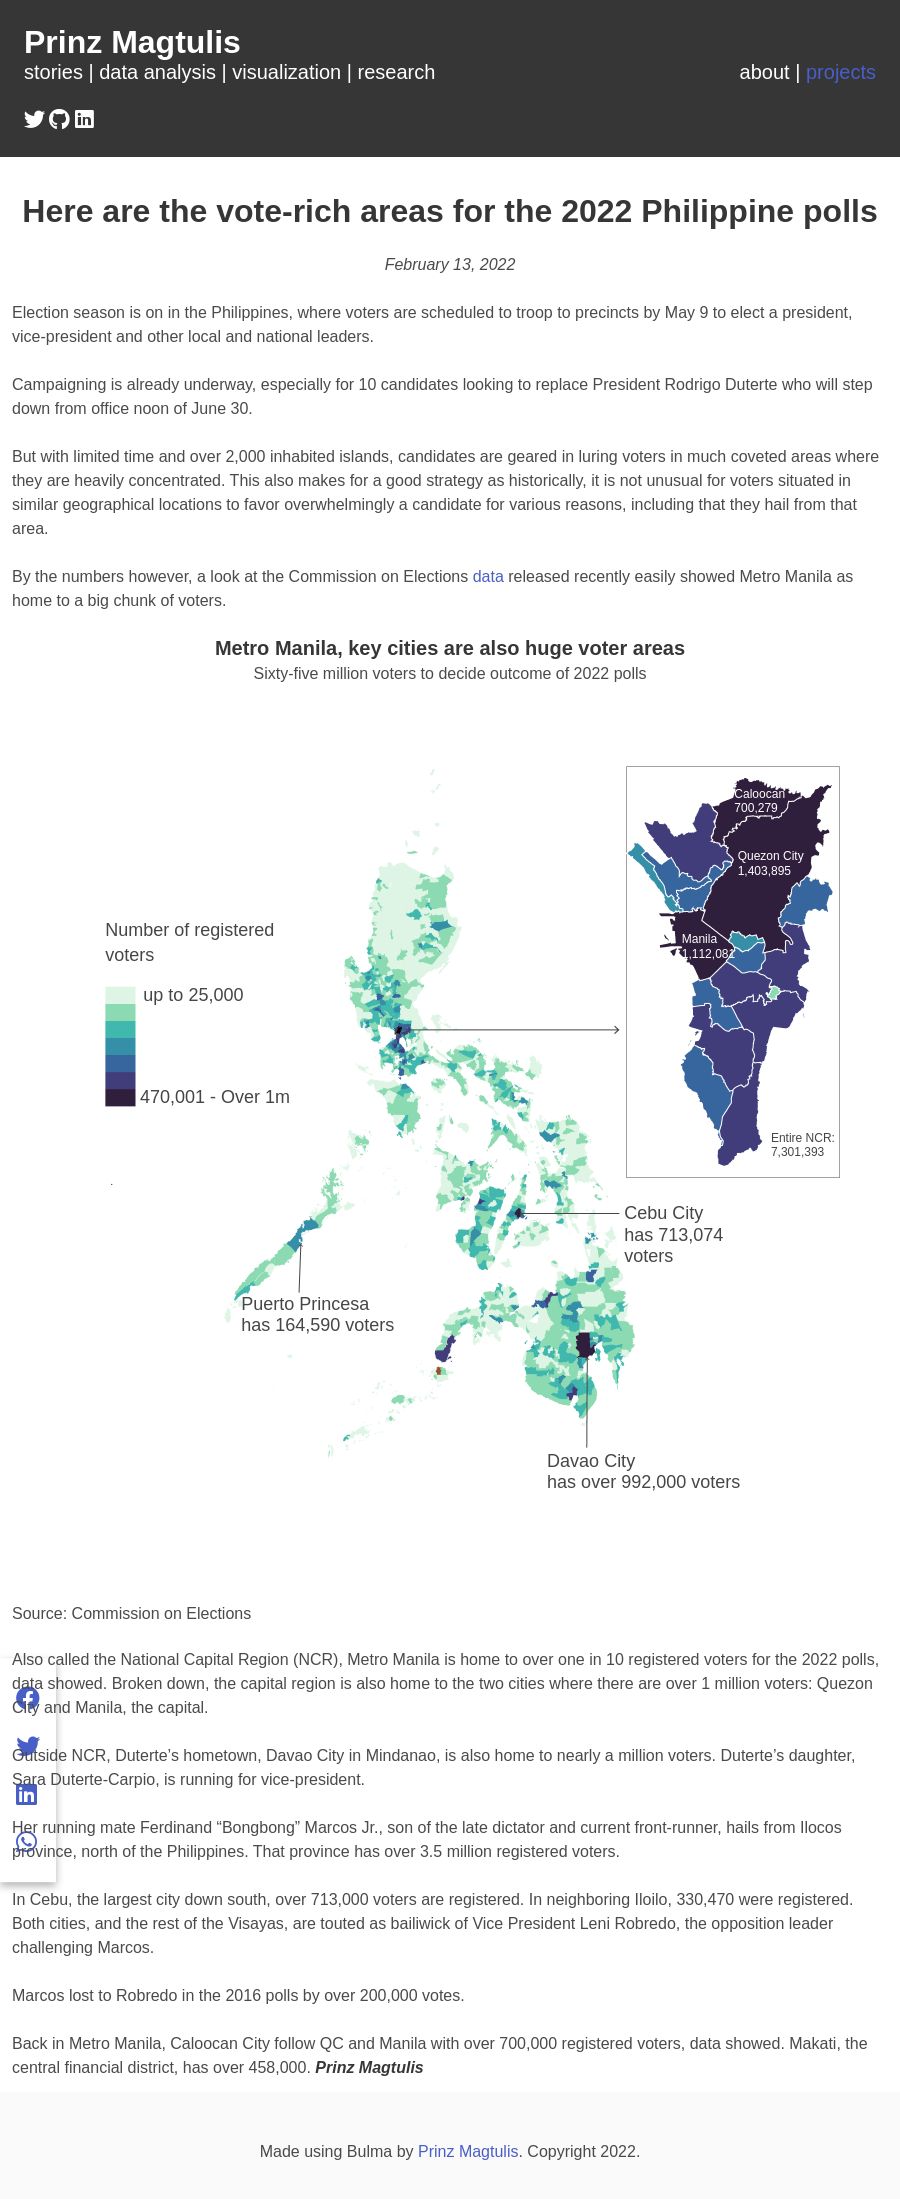 Prinz Magtulis
stories | data analysis | visualization | research
about | projects
Here are the vote-rich areas for the 2022 Philippine polls
February 13, 2022
Election season is on in the Philippines, where voters are scheduled to troop to precincts by May 9 to elect a president,
vice-president and other local and national leaders.
Campaigning is already underway, especially for 10 candidates looking to replace President Rodrigo Duterte who will step
down from office noon of June 30.
But with limited time and over 2,000 inhabited islands, candidates are geared in luring voters in much coveted areas where
they are heavily concentrated. This also makes for a good strategy as historically, it is not unusual for voters situated in
similar geographical locations to favor overwhelmingly a candidate for various reasons, including that they hail from that
area.
By the numbers however, a look at the Commission on Elections data released recently easily showed Metro Manila as
home to a big chunk of voters.
Metro Manila, key cities are also huge voter areas
Sixty-five million voters to decide outcome of 2022 polls
Caloocan
700,279
Quezon City
1,403,895
Manila
1,112,081
Entire NCR:
7,301,393
Number of registered
voters
up to 25,000
470,001 - Over 1m
Cebu City
has 713,074
voters
Puerto Princesa
has 164,590 voters
Davao City
has over 992,000 voters
Source: Commission on Elections
Also called the National Capital Region (NCR), Metro Manila is home to over one in 10 registered voters for the 2022 polls,
data showed. Broken down, the capital region is also home to the two cities where there are over 1 million voters: Quezon
City and Manila, the capital.
Outside NCR, Duterte’s hometown, Davao City in Mindanao, is also home to nearly a million voters. Duterte’s daughter,
Sara Duterte-Carpio, is running for vice-president.
Her running mate Ferdinand “Bongbong” Marcos Jr., son of the late dictator and current front-runner, hails from Ilocos
province, north of the Philippines. That province has over 3.5 million registered voters.
In Cebu, the largest city down south, over 713,000 voters are registered. In neighboring Iloilo, 330,470 were registered.
Both cities, and the rest of the Visayas, are touted as bailiwick of Vice President Leni Robredo, the opposition leader
challenging Marcos.
Marcos lost to Robredo in the 2016 polls by over 200,000 votes.
Back in Metro Manila, Caloocan City follow QC and Manila with over 700,000 registered voters, data showed. Makati, the
central financial district, has over 458,000. Prinz Magtulis
Made using Bulma by Prinz Magtulis. Copyright 2022.